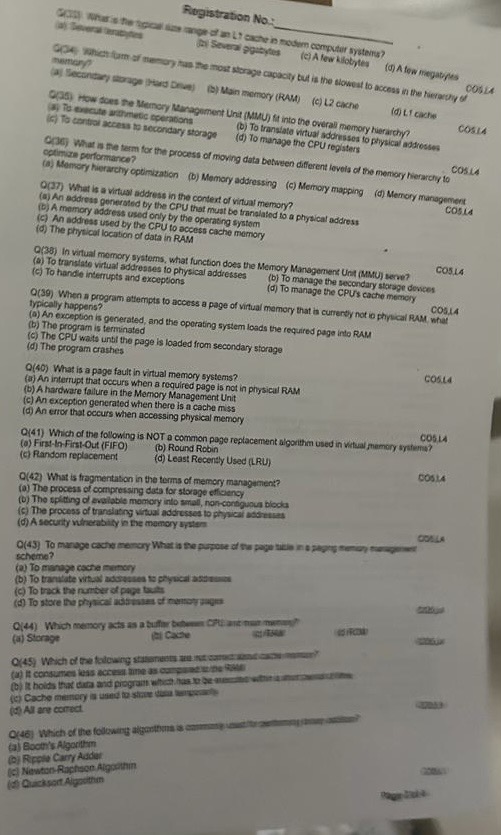 Registration No.:
Q(33) What is the typical size range of an L1 cache in modern computer systems?
(a) Several terabytes (b) Several gigabytes (c) A few kilobytes (d) A few megabytes
CO5,L4
Q(34) Which form of memory has the most storage capacity but is the slowest to access in the hierarchy of
memory?
(a) Secondary storage (Hard Drive) (b) Main memory (RAM) (c) L2 cache (d) L1 cache
CO5,L4
Q(35) How does the Memory Management Unit (MMU) fit into the overall memory hierarchy?
(a) To execute arithmetic operations (b) To translate virtual addresses to physical addresses
(c) To control access to secondary storage (d) To manage the CPU registers
CO5,L4
Q(36) What is the term for the process of moving data between different levels of the memory hierarchy to
optimize performance?
(a) Memory hierarchy optimization (b) Memory addressing (c) Memory mapping (d) Memory management
CO5,L4
Q(37) What is a virtual address in the context of virtual memory?
(a) An address generated by the CPU that must be translated to a physical address
(b) A memory address used only by the operating system
(c) An address used by the CPU to access cache memory
(d) The physical location of data in RAM
CO5,L4
Q(38) In virtual memory systems, what function does the Memory Management Unit (MMU) serve?
(a) To translate virtual addresses to physical addresses (b) To manage the secondary storage devices
(c) To handle interrupts and exceptions (d) To manage the CPU's cache memory
CO5,L4
Q(39) When a program attempts to access a page of virtual memory that is currently not in physical RAM, what
typically happens?
(a) An exception is generated, and the operating system loads the required page into RAM
(b) The program is terminated
(c) The CPU waits until the page is loaded from secondary storage
(d) The program crashes
CO5,L4
Q(40) What is a page fault in virtual memory systems?
(a) An interrupt that occurs when a required page is not in physical RAM
(b) A hardware failure in the Memory Management Unit
(c) An exception generated when there is a cache miss
(d) An error that occurs when accessing physical memory
CO5,L4
Q(41) Which of the following is NOT a common page replacement algorithm used in virtual memory systems?
(a) First-In-First-Out (FIFO) (b) Round Robin
(c) Random replacement (d) Least Recently Used (LRU)
CO5,L4
Q(42) What is fragmentation in the terms of memory management?
(a) The process of compressing data for storage efficiency
(b) The splitting of available memory into small, non-contiguous blocks
(c) The process of translating virtual addresses to physical addresses
(d) A security vulnerability in the memory system
CO5,L4
Q(43) To manage cache memory What is the purpose of the page table in a paging memory management
scheme?
(a) To manage cache memory
(b) To translate virtual addresses to physical addresses
(c) To track the number of page faults
(d) To store the physical addresses of memory pages
Q(44) Which memory acts as a buffer between CPU and main memory?
(a) Storage (b) Cache (c) RAM (d) ROM
Q(45) Which of the following statements are not correct about cache memory?
(a) It consumes less access time as compared to the RAM
(b) It holds that data and program which has to be executed within a short period of time
(c) Cache memory is used to store data temporarily
(d) All are correct.
Q(46) Which of the following algorithms is commonly used for performing
(a) Booth's Algorithm
(b) Ripple Carry Adder
(c) Newton-Raphson Algorithm
(d) Quicksort Algorithm